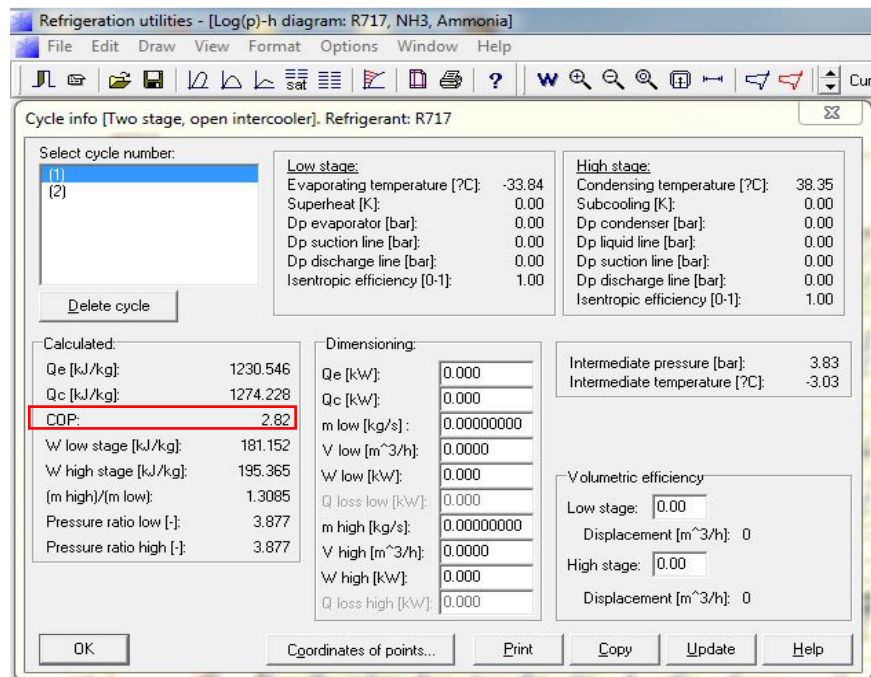 Refrigeration utilities - [Log(p)-h diagram: R717, NH3, Ammonia]
File Edit Draw View Format Options Window Help
sat
?
W
Cur
Cycle info [Two stage, open intercooler]. Refrigerant: R717
Select cycle number:
(1)
(2)
Delete cycle
Low stage:
Evaporating temperature [?C]: -33.84
Superheat [K]: 0.00
Dp evaporator [bar]: 0.00
Dp suction line [bar]: 0.00
Dp discharge line [bar]: 0.00
Isentropic efficiency [0-1]: 1.00
High stage:
Condensing temperature [?C]: 38.35
Subcooling [K]: 0.00
Dp condenser [bar]: 0.00
Dp liquid line [bar]: 0.00
Dp suction line [bar]: 0.00
Dp discharge line [bar]: 0.00
Isentropic efficiency [0-1]: 1.00
Calculated:
Qe [kJ/kg]: 1230.546
Qc [kJ/kg]: 1274.228
COP: 2.82
W low stage [kJ/kg]: 181.152
W high stage [kJ/kg]: 195.365
(m high)/(m low): 1.3085
Pressure ratio low [-]: 3.877
Pressure ratio high [-]: 3.877
Dimensioning:
Qe [kW]: 0.000
Qc [kW]: 0.000
m low [kg/s] : 0.00000000
V low [m^3/h]: 0.0000
W low [kW]: 0.000
Q loss low [kW]: 0.000
m high [kg/s]: 0.00000000
V high [m^3/h]: 0.0000
W high [kW]: 0.000
Q loss high [kW]: 0.000
Intermediate pressure [bar]: 3.83
Intermediate temperature [?C]: -3.03
Volumetric efficiency
Low stage: 0.00
Displacement [m^3/h]: 0
High stage: 0.00
Displacement [m^3/h]: 0
OK
Coordinates of points...
Print
Copy
Update
Help